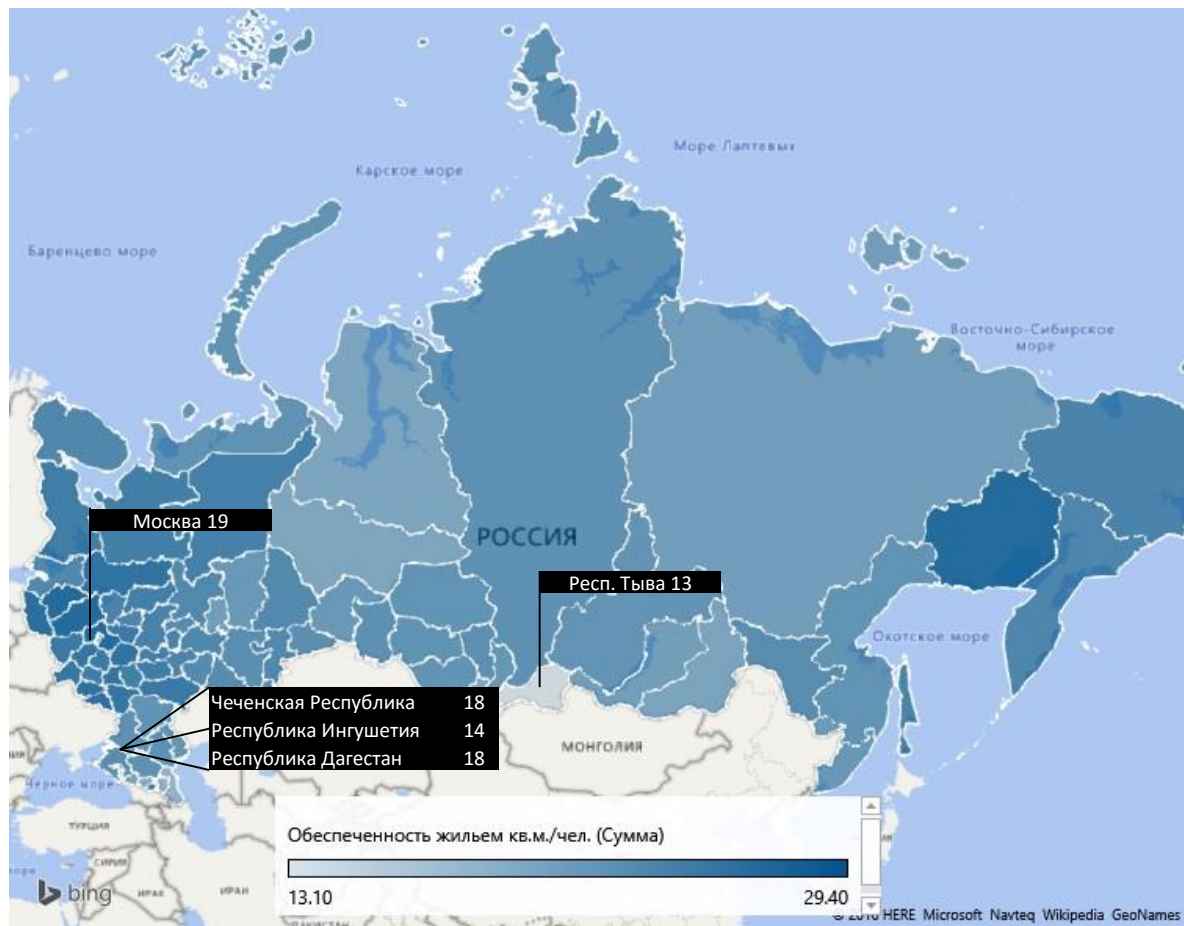 Море Лаптевых
Карское море
Баренцево море
Восточно-Сибирское
море
Москва 19
РОССИЯ
Респ. Тыва 13
Охотское море
Чеченская Республика 18
Республика Ингушетия 14
Республика Дагестан 18
МОНГОЛИЯ
Черное море
ТУРЦИЯ
СИРИЯ
ИРАК
ИРАН
Обеспеченность жильем кв.м./чел. (Сумма)
13.10 29.40
bing
HERE Microsoft Navteq Wikipedia GeoNames